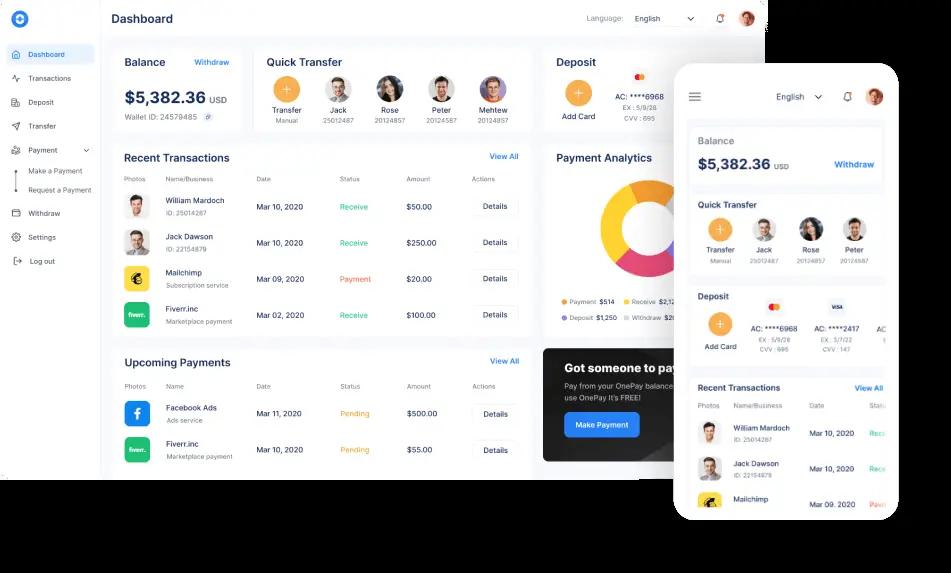 Dashboard
Language: English
Dashboard
Transactions
Deposit
Transfer
Payment
Make a Payment
Request a Payment
Withdraw
Settings
Log out
Balance Withdraw
$5,382.36 USD
Wallet ID: 24579485
Quick Transfer
Transfer Jack Rose Peter Mehtew
Manual 25012487 20124857 20124587 20124857
Deposit
Add Card
AC: ****6968
EX : 5/9/28
CVV : 695
Recent Transactions View All
Photos Name/Business Date Status Amount Actions
William Mardoch
ID: 25014287
Mar 10, 2020 Receive $50.00 Details
Jack Dawson
ID: 22154879
Mar 10, 2020 Receive $250.00 Details
Mailchimp
Subscription service
Mar 09, 2020 Payment $20.00 Details
fiverr.
Fiverr.inc
Marketplace payment
Mar 02, 2020 Receive $100.00 Details
Payment Analytics
Payment $514 Receive $2,12
Deposit $1,250 Withdraw $2
Upcoming Payments View All
Photos Name Date Status Amount Actions
Facebook Ads
Ads service
Mar 11, 2020 Pending $500.00 Details
fiverr.
Fiverr.inc
Marketplace payment
Mar 10, 2020 Pending $55.00 Details
Got someone to pay
Pay from your OnePay balance
use OnePay It's FREE!
Make Payment
English
Balance
$5,382.36 USD Withdraw
Quick Transfer
Transfer Jack Rose Peter
Manual 25012487 20124857 20124587
Deposit
VISA
Add Card
AC: ****6968 AC: ****2417 AC
EX : 5/9/28 EX : 3/7/22
CVV : 695 CVV : 147
Recent Transactions View All
Photos Name/Business Date Statu
William Mardoch
ID: 25014287
Mar 10, 2020 Rece
Jack Dawson
ID: 22154879
Mar 10, 2020 Rece
Mailchimp
Mar 09, 2020